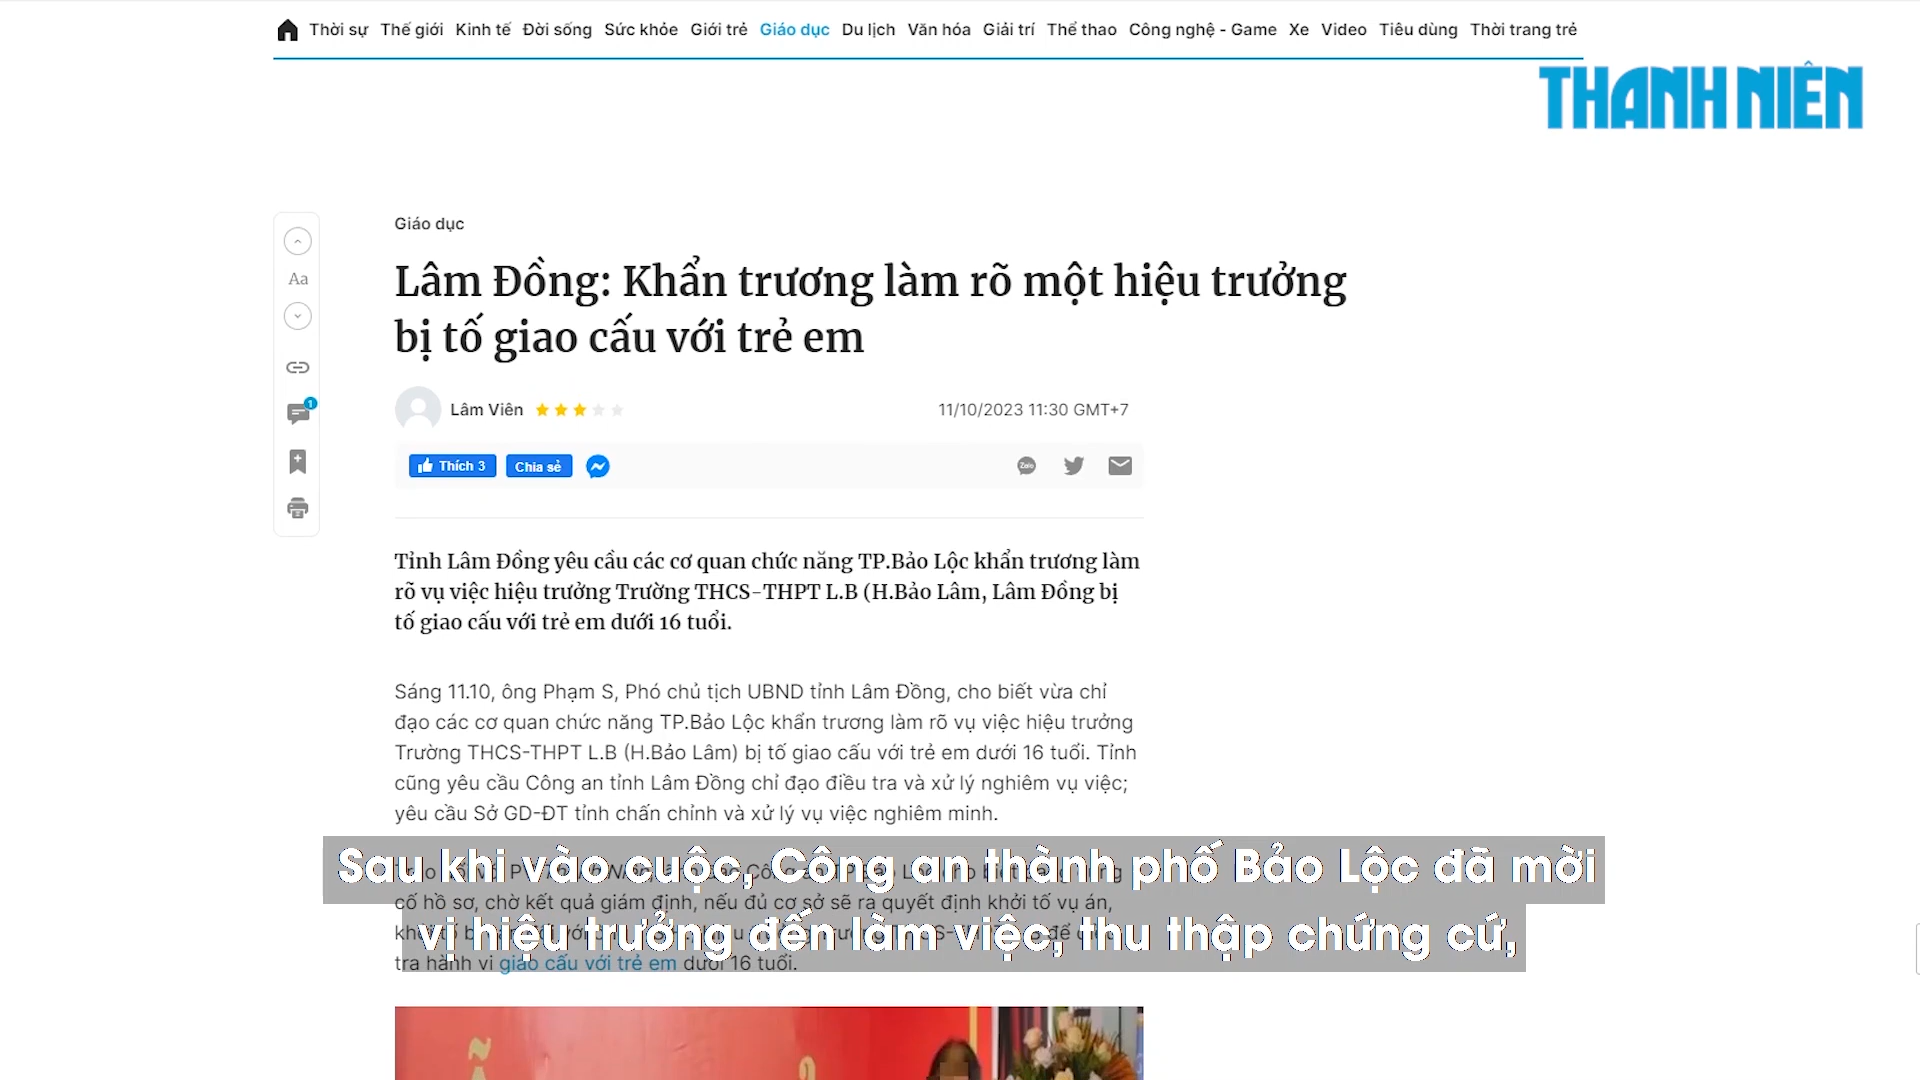 Thời sự Thế giới Kinh tế Đời sống Sức khỏe Giới trẻ Giáo dục Du lịch Văn hóa Giải trí Thể thao Công nghệ - Game Xe Video Tiêu dùng Thời trang trẻ
THANH NIÊN
Giáo dục
Lâm Đồng: Khẩn trương làm rõ một hiệu trưởng
bị tố giao cấu với trẻ em
Aa
1
Lâm Viên
11/10/2023 11:30 GMT+7
Thích 3
Chia sẻ
Zalo
Tỉnh Lâm Đồng yêu cầu các cơ quan chức năng TP.Bảo Lộc khẩn trương làm
rõ vụ việc hiệu trưởng Trường THCS-THPT L.B (H.Bảo Lâm, Lâm Đồng bị
tố giao cấu với trẻ em dưới 16 tuổi.
Sáng 11.10, ông Phạm S, Phó chủ tịch UBND tỉnh Lâm Đồng, cho biết vừa chỉ
đạo các cơ quan chức năng TP.Bảo Lộc khẩn trương làm rõ vụ việc hiệu trưởng
Trường THCS-THPT L.B (H.Bảo Lâm) bị tố giao cấu với trẻ em dưới 16 tuổi. Tỉnh
cũng yêu cầu Công an tỉnh Lâm Đồng chỉ đạo điều tra và xử lý nghiêm vụ việc;
yêu cầu Sở GD-ĐT tỉnh chấn chỉnh và xử lý vụ việc nghiêm minh.
Sau khi vào cuộc, Công an thành phố Bảo Lộc đã mời
cố hồ sơ, chờ kết quả giám định, nếu đủ cơ sở sẽ ra quyết định khởi tố vụ án,
vị hiệu trưởng đến làm việc, thu thập chứng cứ,
tra hành vi giao cấu với trẻ em dưới 16 tuổi.